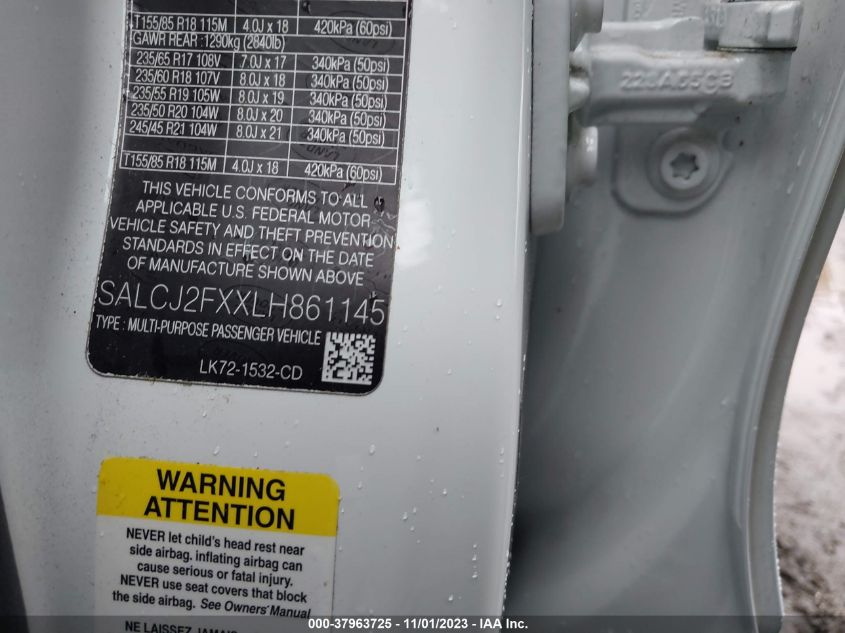 T155/85 R18 115M 4.0J x 18 420kPa (60psi)
GAWR REAR : 1290kg (2840lb)
235/65 R17 108V 7.0J x 17 340kPa (50psi)
235/60 R18 107V 8.0J x 18 340kPa (50psi)
235/55 R19 105W 8.0J x 19 340kPa (50psi)
235/50 R20 104W 8.0J x 20 340kPa (50psi)
245/45 R21 104W 8.0J x 21 340kPa (50psi)
T155/85 R18 115M 4.0J x 18 420kPa (60psi)
THIS VEHICLE CONFORMS TO ALL
APPLICABLE U.S. FEDERAL MOTOR
VEHICLE SAFETY AND THEFT PREVENTION
STANDARDS IN EFFECT ON THE DATE
OF MANUFACTURE SHOWN ABOVE
SALCJ2FXXLH861145
TYPE : MULTI-PURPOSE PASSENGER VEHICLE
LK72-1532-CD
WARNING
ATTENTION
NEVER let child's head rest near
side airbag. inflating airbag can
cause serious or fatal injury.
NEVER use seat covers that block
the side airbag. See Owners' Manual
NE LAISSEZ JAMAIS
000-37963725 - 11/01/2023 - IAA Inc.